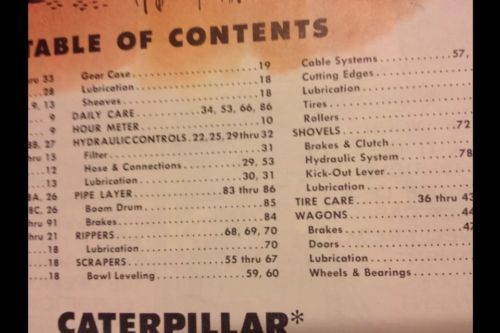 TABLE OF CONTENTS
thru 33
28
9, 13
9
27
thru 15
12
13
26
26
91
thru 21
18
18
18
Gear Case 19
Lubrication 18
Sheaves 18
DAILY CARE 34, 53, 66, 86
HOUR METER 10
HYDRAULIC CONTROLS. 22, 25, 29 thru 32
Filter 31
Hose & Connections 29, 53
Lubrication 30, 31
PIPE LAYER 83 thru 86
Boom Drum 85
Brakes 84
RIPPERS 68, 69, 70
Lubrication 70
SCRAPERS 55 thru 67
Bowl Leveling 59, 60
Cable Systems 57,
Cutting Edges
Lubrication
Tires
Rollers
SHOVELS 72
Brakes & Clutch
Hydraulic System 78
Kick-Out Lever
Lubrication
TIRE CARE 36 thru 43
WAGONS 44
Brakes 47
Doors
Lubrication
Wheels & Bearings
CATERPILLAR*